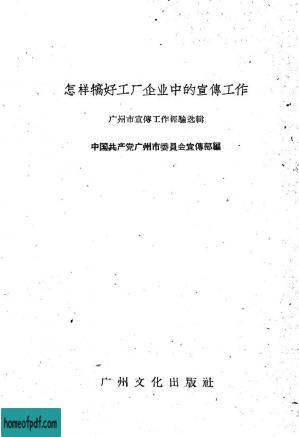 怎样搞好工厂企业中的宣傳工作
广州市宣傳工作經驗选輯
中国共产党广州市委員会宣傳部編
广州文化出版社
homeofpdf.com